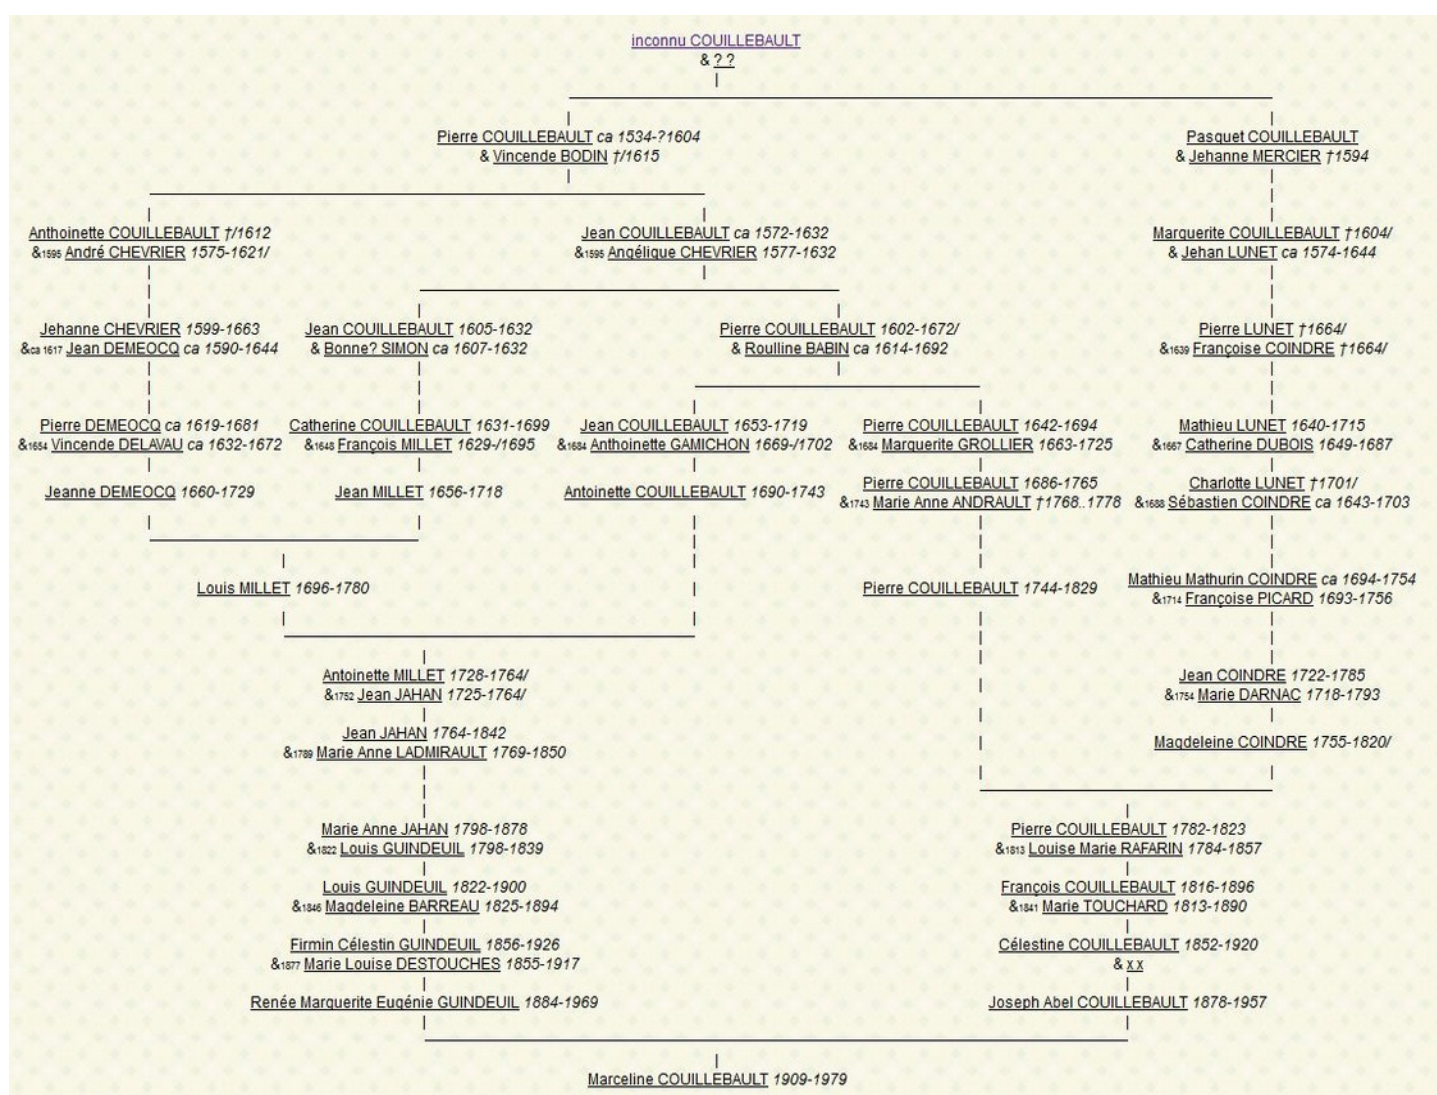 inconnu COUILLEBAULT
& ? ?
Pierre COUILLEBAULT ca 1534-?1604
& Vincende BODIN †/1615
Pasquet COUILLEBAULT
& Jehanne MERCIER †1594
Anthoinette COUILLEBAULT †/1612
&1595 André CHEVRIER 1575-1621/
Jean COUILLEBAULT ca 1572-1632
&1595 Angélique CHEVRIER 1577-1632
Marquerite COUILLEBAULT †1604/
& Jehan LUNET ca 1574-1644
Jehanne CHEVRIER 1599-1663
&ca 1617 Jean DEMEOCQ ca 1590-1644
Jean COUILLEBAULT 1605-1632
& Bonne? SIMON ca 1607-1632
Pierre COUILLEBAULT 1602-1672/
& Roulline BABIN ca 1614-1692
Pierre LUNET †1664/
&1639 Françoise COINDRE †1664/
Pierre DEMEOCQ ca 1619-1681
&1654 Vincende DELAVAU ca 1632-1672
Catherine COUILLEBAULT 1631-1699
&1648 François MILLET 1629-/1695
Jean COUILLEBAULT 1653-1719
&1684 Anthoinette GAMICHON 1669-/1702
Pierre COUILLEBAULT 1642-1694
&1684 Marguerite GROLLIER 1663-1725
Mathieu LUNET 1640-1715
&1667 Catherine DUBOIS 1649-1687
Jeanne DEMEOCQ 1660-1729
Jean MILLET 1656-1718
Antoinette COUILLEBAULT 1690-1743
Pierre COUILLEBAULT 1686-1765
&1743 Marie Anne ANDRAULT †1768..1778
Charlotte LUNET †1701/
&1688 Sébastien COINDRE ca 1643-1703
Louis MILLET 1696-1780
Pierre COUILLEBAULT 1744-1829
Mathieu Mathurin COINDRE ca 1694-1754
&1714 Françoise PICARD 1693-1756
Antoinette MILLET 1728-1764/
&1752 Jean JAHAN 1725-1764/
Jean COINDRE 1722-1785
&1754 Marie DARNAC 1718-1793
Jean JAHAN 1764-1842
&1789 Marie Anne LADMIRAULT 1769-1850
Magdeleine COINDRE 1755-1820/
Marie Anne JAHAN 1798-1878
&1822 Louis GUINDEUIL 1798-1839
Pierre COUILLEBAULT 1782-1823
&1813 Louise Marie RAFARIN 1784-1857
Louis GUINDEUIL 1822-1900
&1846 Magdeleine BARREAU 1825-1894
François COUILLEBAULT 1816-1896
&1841 Marie TOUCHARD 1813-1890
Firmin Célestin GUINDEUIL 1856-1926
&1877 Marie Louise DESTOUCHES 1855-1917
Célestine COUILLEBAULT 1852-1920
& x x
Renée Marguerite Eugénie GUINDEUIL 1884-1969
Joseph Abel COUILLEBAULT 1878-1957
Marceline COUILLEBAULT 1909-1979